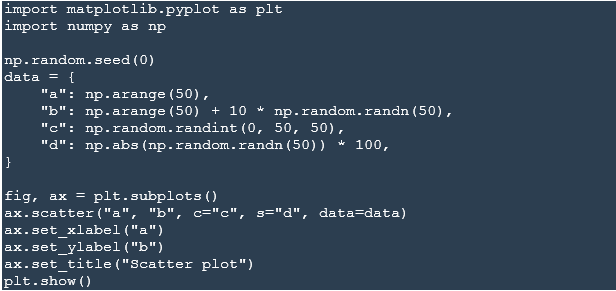 import matplotlib.pyplot as plt
import numpy as np
np.random.seed(0)
data = {
    "a": np.arange(50),
    "b": np.arange(50) + 10 * np.random.randn(50),
    "c": np.random.randint(0, 50, 50),
    "d": np.abs(np.random.randn(50)) * 100,
}
fig, ax = plt.subplots()
ax.scatter("a", "b", c="c", s="d", data=data)
ax.set_xlabel("a")
ax.set_ylabel("b")
ax.set_title("Scatter plot")
plt.show()